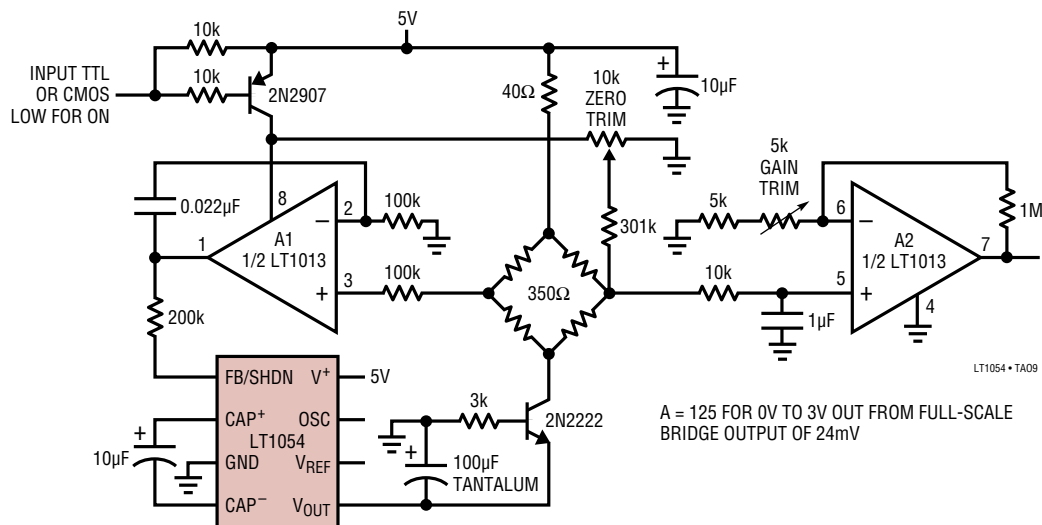 5V
10k
INPUT TTL
OR CMOS
LOW FOR ON
10k
2N2907
40Ω
10k
ZERO
TRIM
+
10µF
0.022µF
8
2
100k
–
A1
1/2 LT1013
1
+
3
100k
301k
350Ω
5k
GAIN
TRIM
5k
6
–
A2
1/2 LT1013
7
1M
10k
5
+
4
1µF
200k
FB/SHDN
V+
5V
CAP+
OSC
LT1054
GND
VREF
CAP–
VOUT
+
10µF
3k
2N2222
+
100µF
TANTALUM
LT1054 • TA09
A = 125 FOR 0V TO 3V OUT FROM FULL-SCALE
BRIDGE OUTPUT OF 24mV